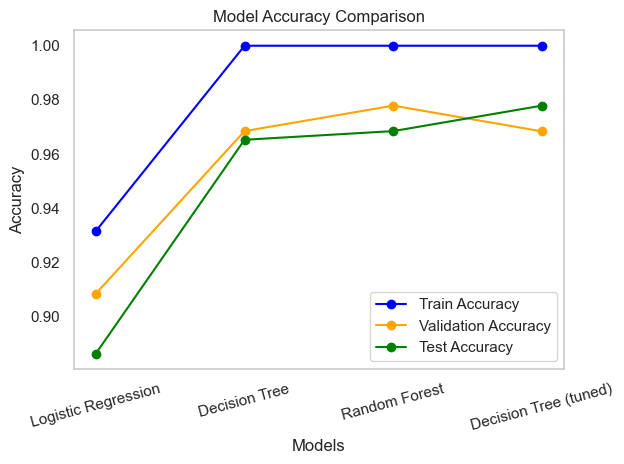 Model Accuracy Comparison
1.00
0.98
0.96
0.94
0.92
0.90
Accuracy
Train Accuracy
Validation Accuracy
Test Accuracy
Logistic Regression
Decision Tree
Random Forest
Decision Tree (tuned)
Models